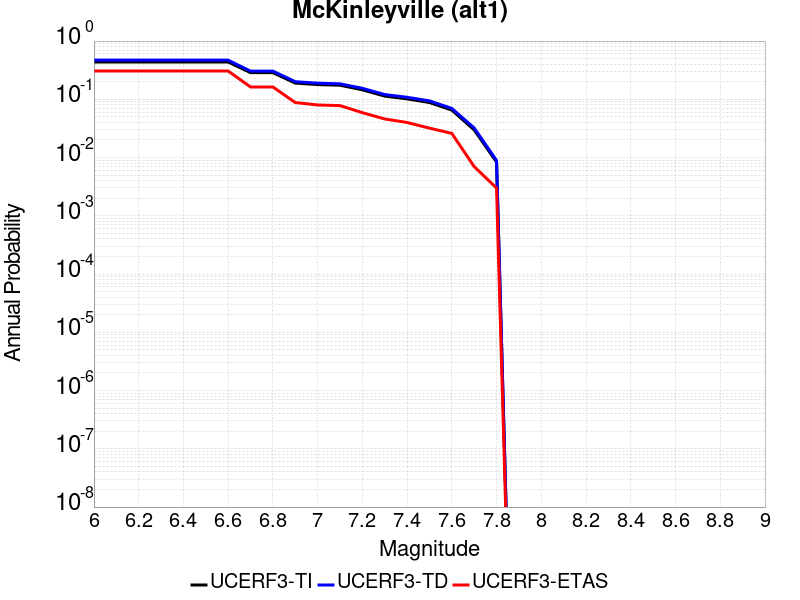 McKinleyville (alt1)
10 0
10 -1
10 -2
10 -3
10 -4
10 -5
10 -6
10 -7
10 -8
Annual Probability
6 6.2 6.4 6.6 6.8 7 7.2 7.4 7.6 7.8 8 8.2 8.4 8.6 8.8 9
Magnitude
UCERF3-TI UCERF3-TD UCERF3-ETAS